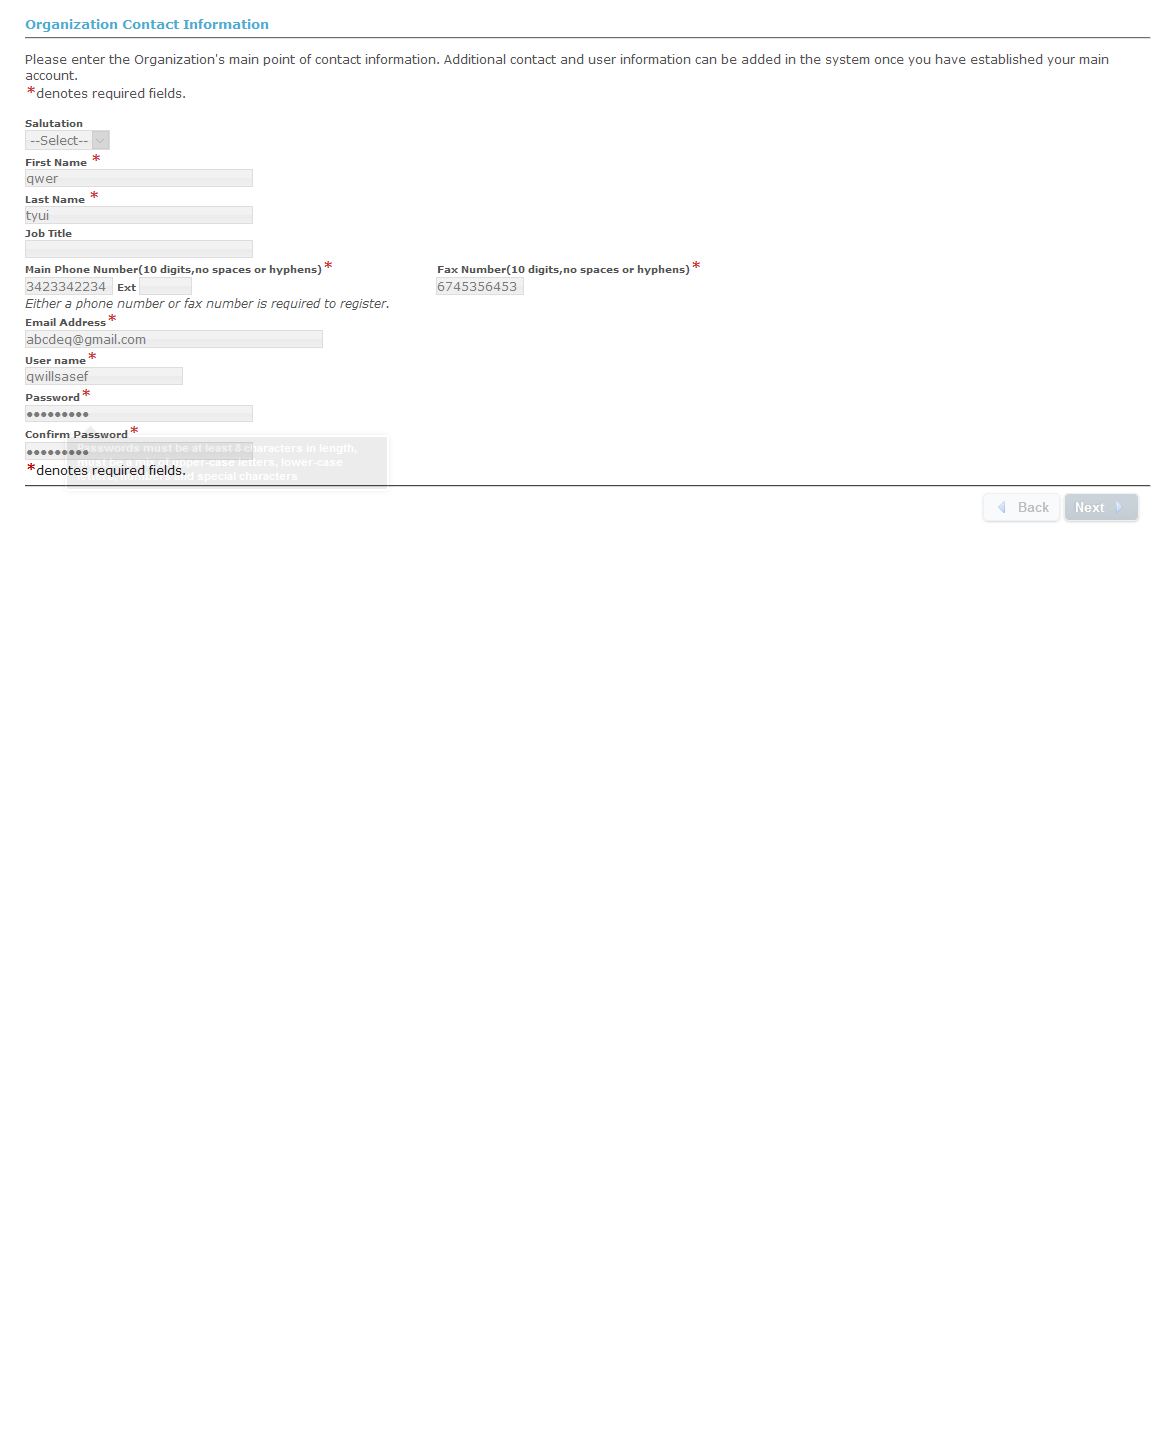 Organization Contact Information
Please enter the Organization's main point of contact information. Additional contact and user information can be added in the system once you have established your main
account.
*denotes required fields.
Salutation
--Select--
First Name *
qwer
Last Name *
tyui
Job Title
Main Phone Number(10 digits,no spaces or hyphens)* Fax Number(10 digits,no spaces or hyphens)*
3423342234 Ext 6745356453
Either a phone number or fax number is required to register.
Email Address*
abcdeq@gmail.com
User name*
qwillsasef
Password*
•••••••••
Confirm Password*
Passwords must be at least 8 characters in length,
•••••••••
upper-case letters, lower-case
*denotes required fields.
and special characters
Back Next